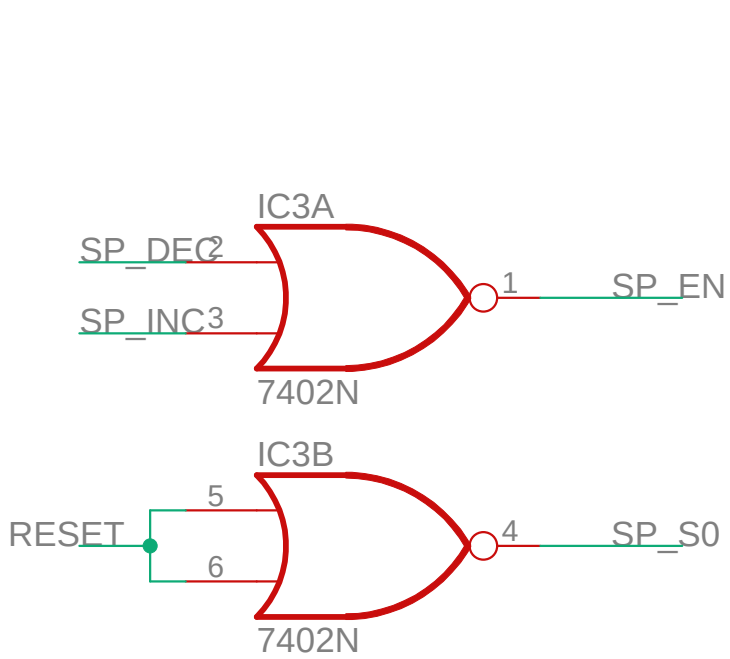 IC3A
SP_DEC 2
1 SP_EN
SP_INC 3
7402N
IC3B
5
RESET
4 SP_S0
6
7402N